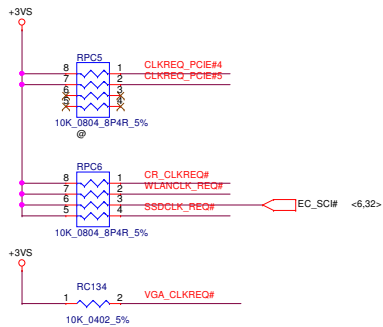 +3VS
RPC5
8 1 CLKREQ_PCIE#4
7 2 CLKREQ_PCIE#5
6 3
5 4
10K_0804_8P4R_5%
@
RPC6
8 1 CR_CLKREQ#
7 2 WLANCLK_REQ#
6 3 EC_SCI# <6,32>
5 4 SSDCLK_REQ#
10K_0804_8P4R_5%
+3VS
RC134
1 2 VGA_CLKREQ#
10K_0402_5%